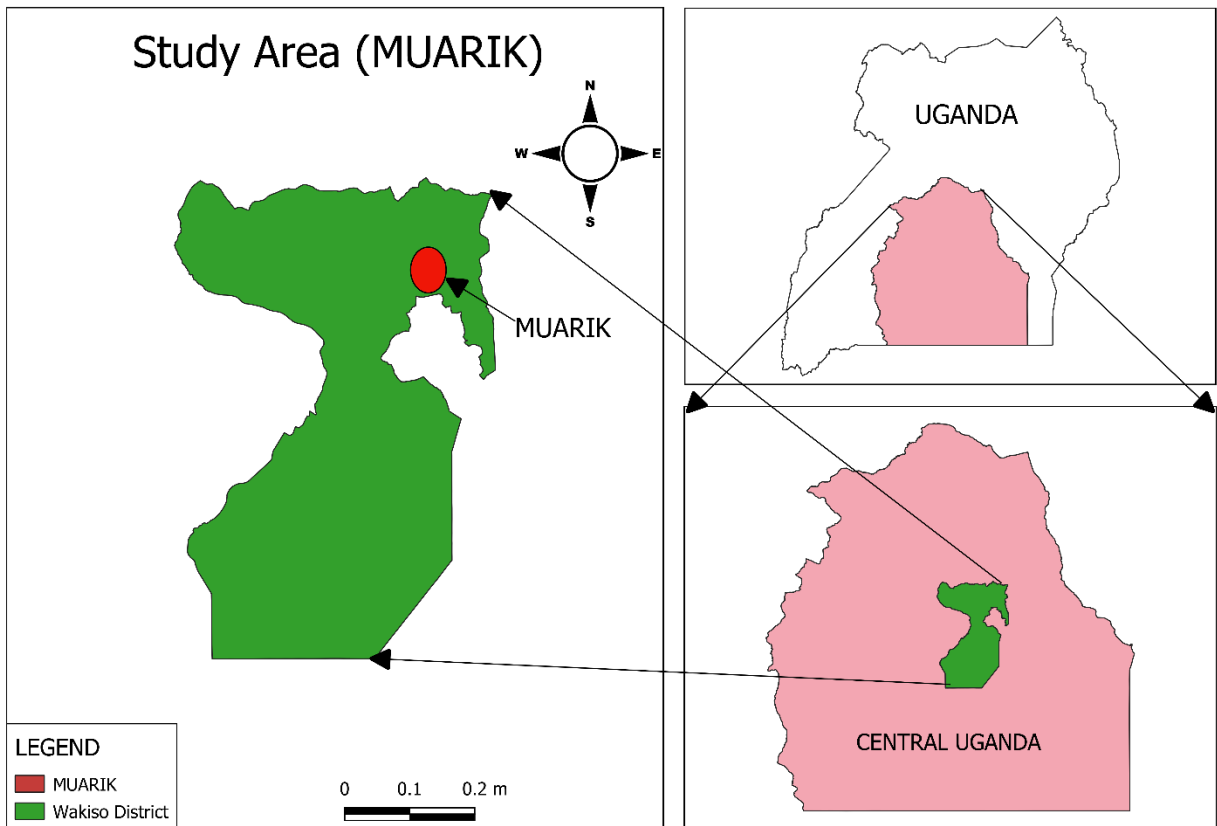 Study Area (MUARIK)
N
W
E
S
MUARIK
LEGEND
MUARIK
Wakiso District
0 0.1 0.2 m
UGANDA
CENTRAL UGANDA